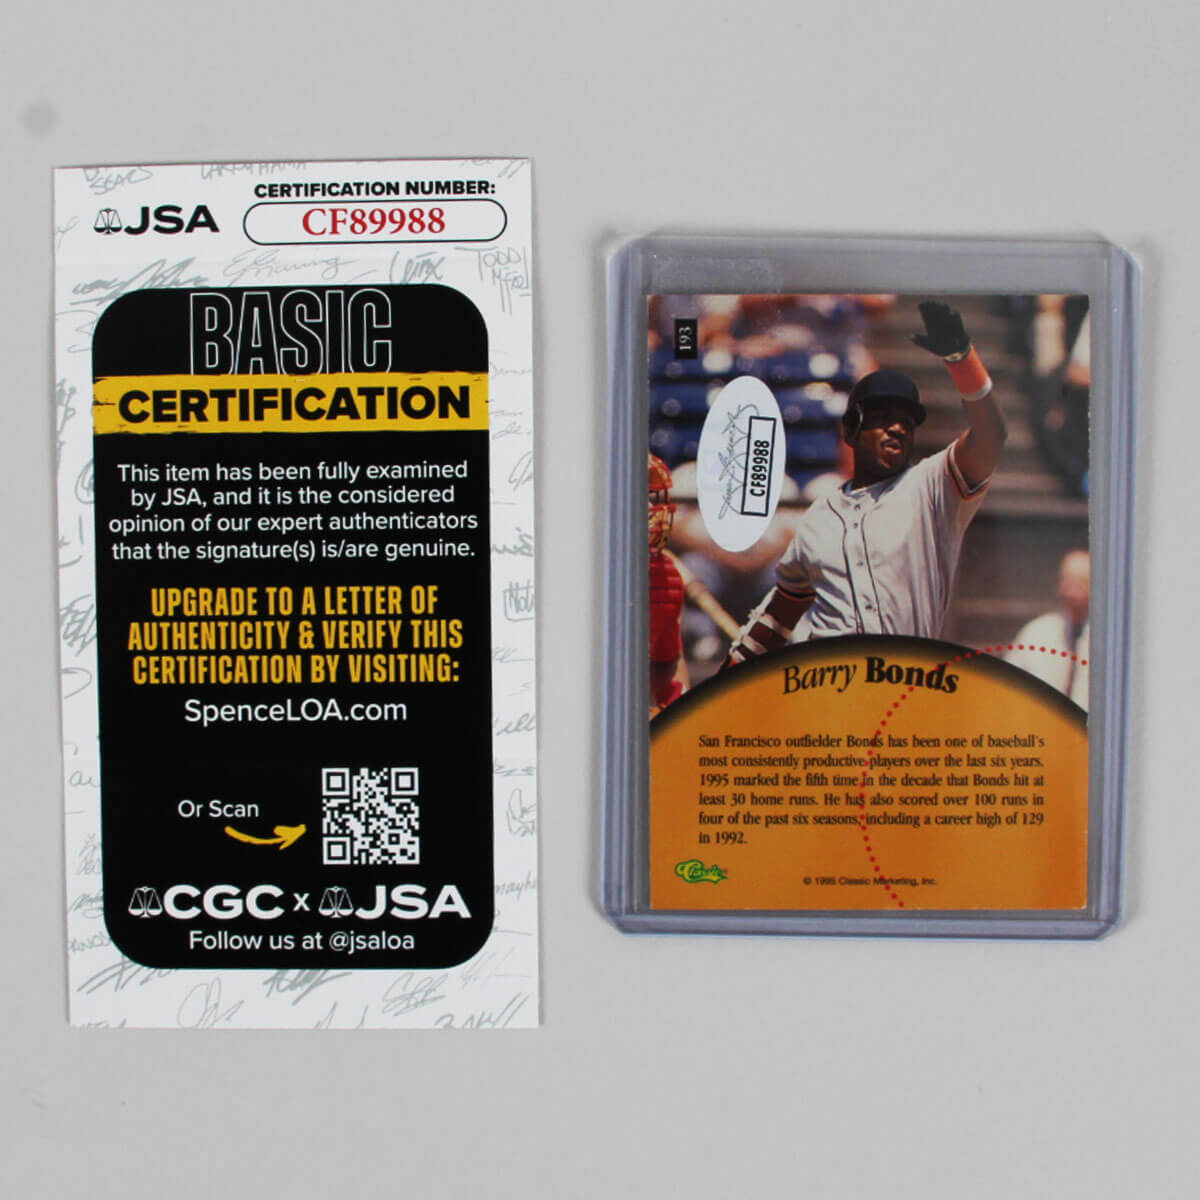 CERTIFICATION NUMBER:
JSA CF89988
BASIC
CERTIFICATION
This item has been fully examined
by JSA, and it is the considered
opinion of our expert authenticators
that the signature(s) is/are genuine.
UPGRADE TO A LETTER OF
AUTHENTICITY & VERIFY THIS
CERTIFICATION BY VISITING:
SpenceLOA.com
Or Scan
CGC x JSA
Follow us at @jsaloa
193
CF89988
Barry Bonds
San Francisco outfielder Bonds has been one of baseball's
most consistently productive players over the last six years.
1995 marked the fifth time in the decade that Bonds hit at
least 30 home runs. He has also scored over 100 runs in
four of the past six seasons, including a career high of 129
in 1992.
Classic
© 1995 Classic Marketing, Inc.